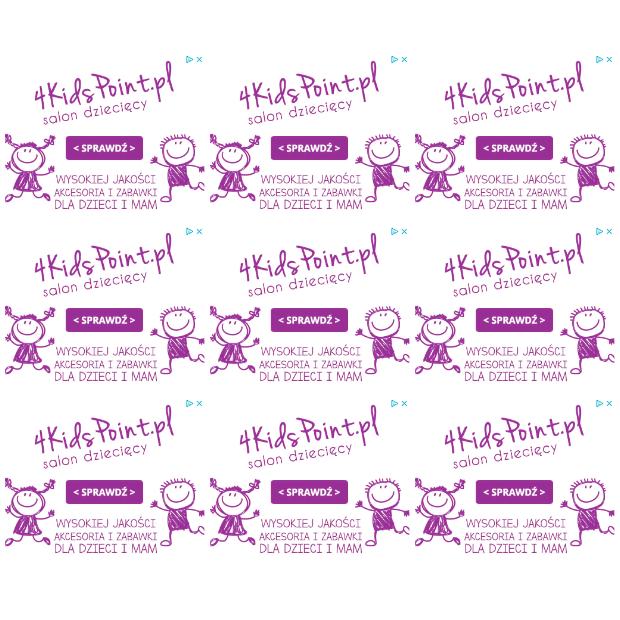 4KidsPoint.pl 4KidsPoint.pl 4KidsPoint.pl
salon dziecięcy salon dziecięcy salon dziecięcy
< SPRAWDŹ > < SPRAWDŹ > < SPRAWDŹ >
WYSOKIEJ JAKOŚCI WYSOKIEJ JAKOŚCI WYSOKIEJ JAKOŚCI
AKCESORIA I ZABAWKI AKCESORIA I ZABAWKI AKCESORIA I ZABAWKI
DLA DZIECI I MAM DLA DZIECI I MAM DLA DZIECI I MAM
4KidsPoint.pl 4KidsPoint.pl 4KidsPoint.pl
salon dziecięcy salon dziecięcy salon dziecięcy
< SPRAWDŹ > < SPRAWDŹ > < SPRAWDŹ >
WYSOKIEJ JAKOŚCI WYSOKIEJ JAKOŚCI WYSOKIEJ JAKOŚCI
AKCESORIA I ZABAWKI AKCESORIA I ZABAWKI AKCESORIA I ZABAWKI
DLA DZIECI I MAM DLA DZIECI I MAM DLA DZIECI I MAM
4KidsPoint.pl 4KidsPoint.pl 4KidsPoint.pl
salon dziecięcy salon dziecięcy salon dziecięcy
< SPRAWDŹ > < SPRAWDŹ > < SPRAWDŹ >
WYSOKIEJ JAKOŚCI WYSOKIEJ JAKOŚCI WYSOKIEJ JAKOŚCI
AKCESORIA I ZABAWKI AKCESORIA I ZABAWKI AKCESORIA I ZABAWKI
DLA DZIECI I MAM DLA DZIECI I MAM DLA DZIECI I MAM